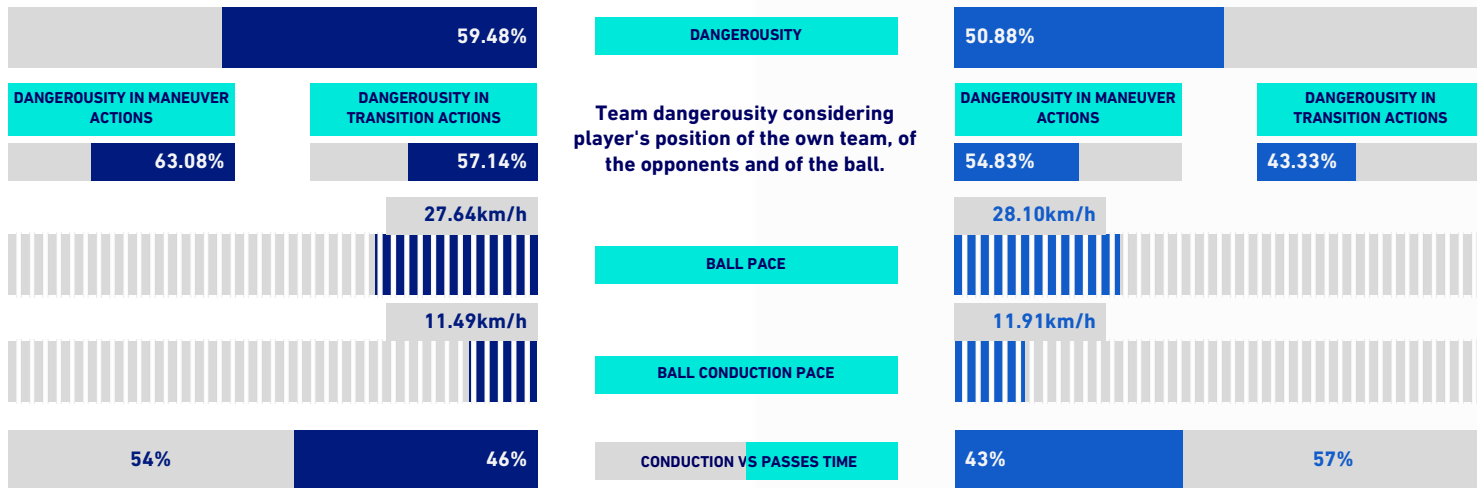 59.48%
DANGEROUSITY
50.88%
DANGEROUSITY IN MANEUVER
ACTIONS
DANGEROUSITY IN
TRANSITION ACTIONS
63.08%
57.14%
Team dangerousity considering
player's position of the own team, of
the opponents and of the ball.
DANGEROUSITY IN MANEUVER
ACTIONS
DANGEROUSITY IN
TRANSITION ACTIONS
54.83%
43.33%
27.64km/h
BALL PACE
28.10km/h
11.49km/h
BALL CONDUCTION PACE
11.91km/h
54%
46%
CONDUCTION VS PASSES TIME
43%
57%